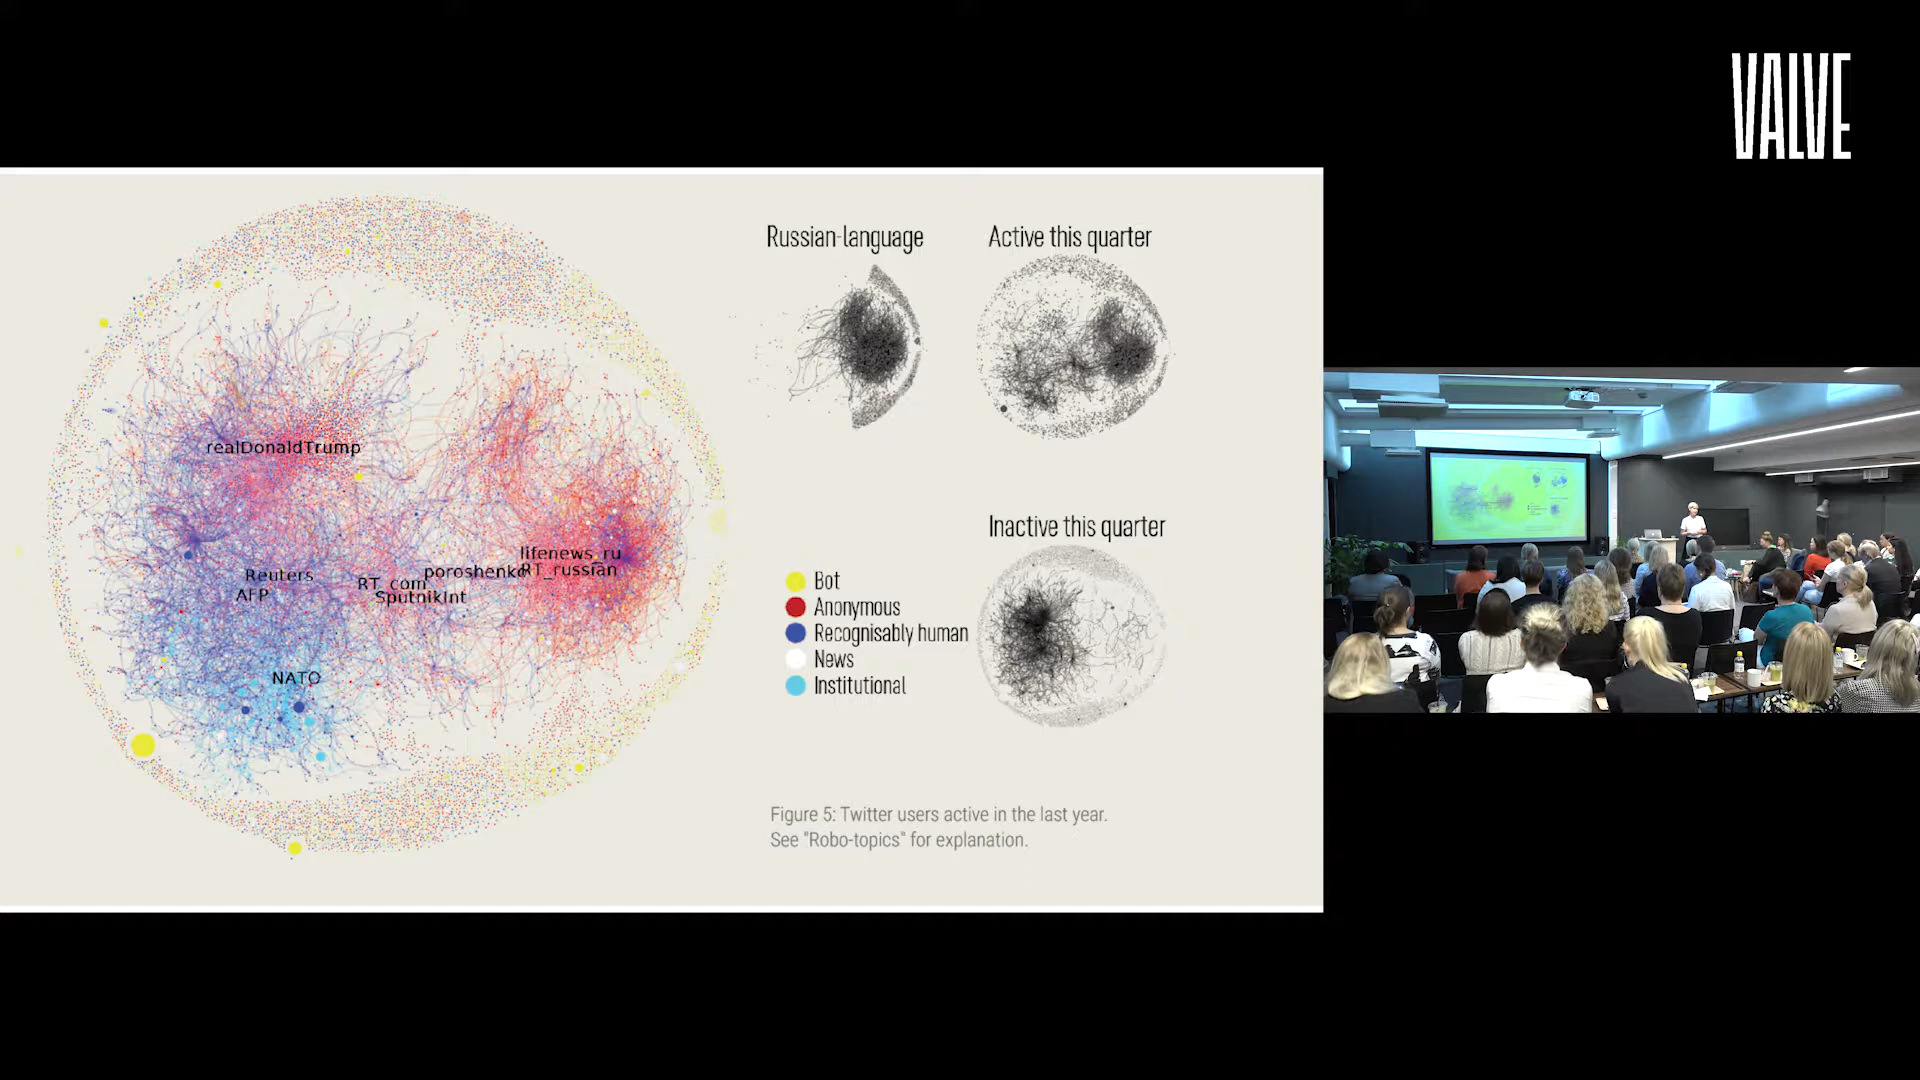 VALVE
Russian-language
Active this quarter
realDonaldTrump
Inactive this quarter
lifenews_ru
poroshenko
RT_russian
Reuters
RT_com
AFP
SputnikInt
NATO
Bot
Anonymous
Recognisably human
News
Institutional
Figure 5: Twitter users active in the last year.
See "Robo-topics" for explanation.